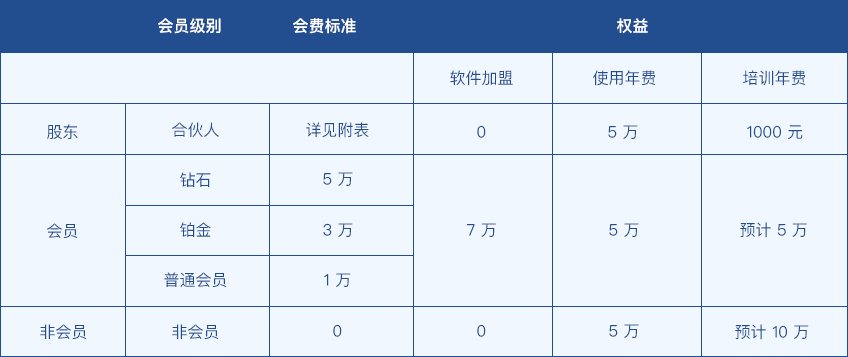 会员级别 会费标准 权益
软件加盟 使用年费 培训年费
股东 合伙人 详见附表 0 5 万 1000 元
钻石 5 万
会员 铂金 3 万 7 万 5 万 预计 5 万
普通会员 1 万
非会员 非会员 0 0 5 万 预计 10 万